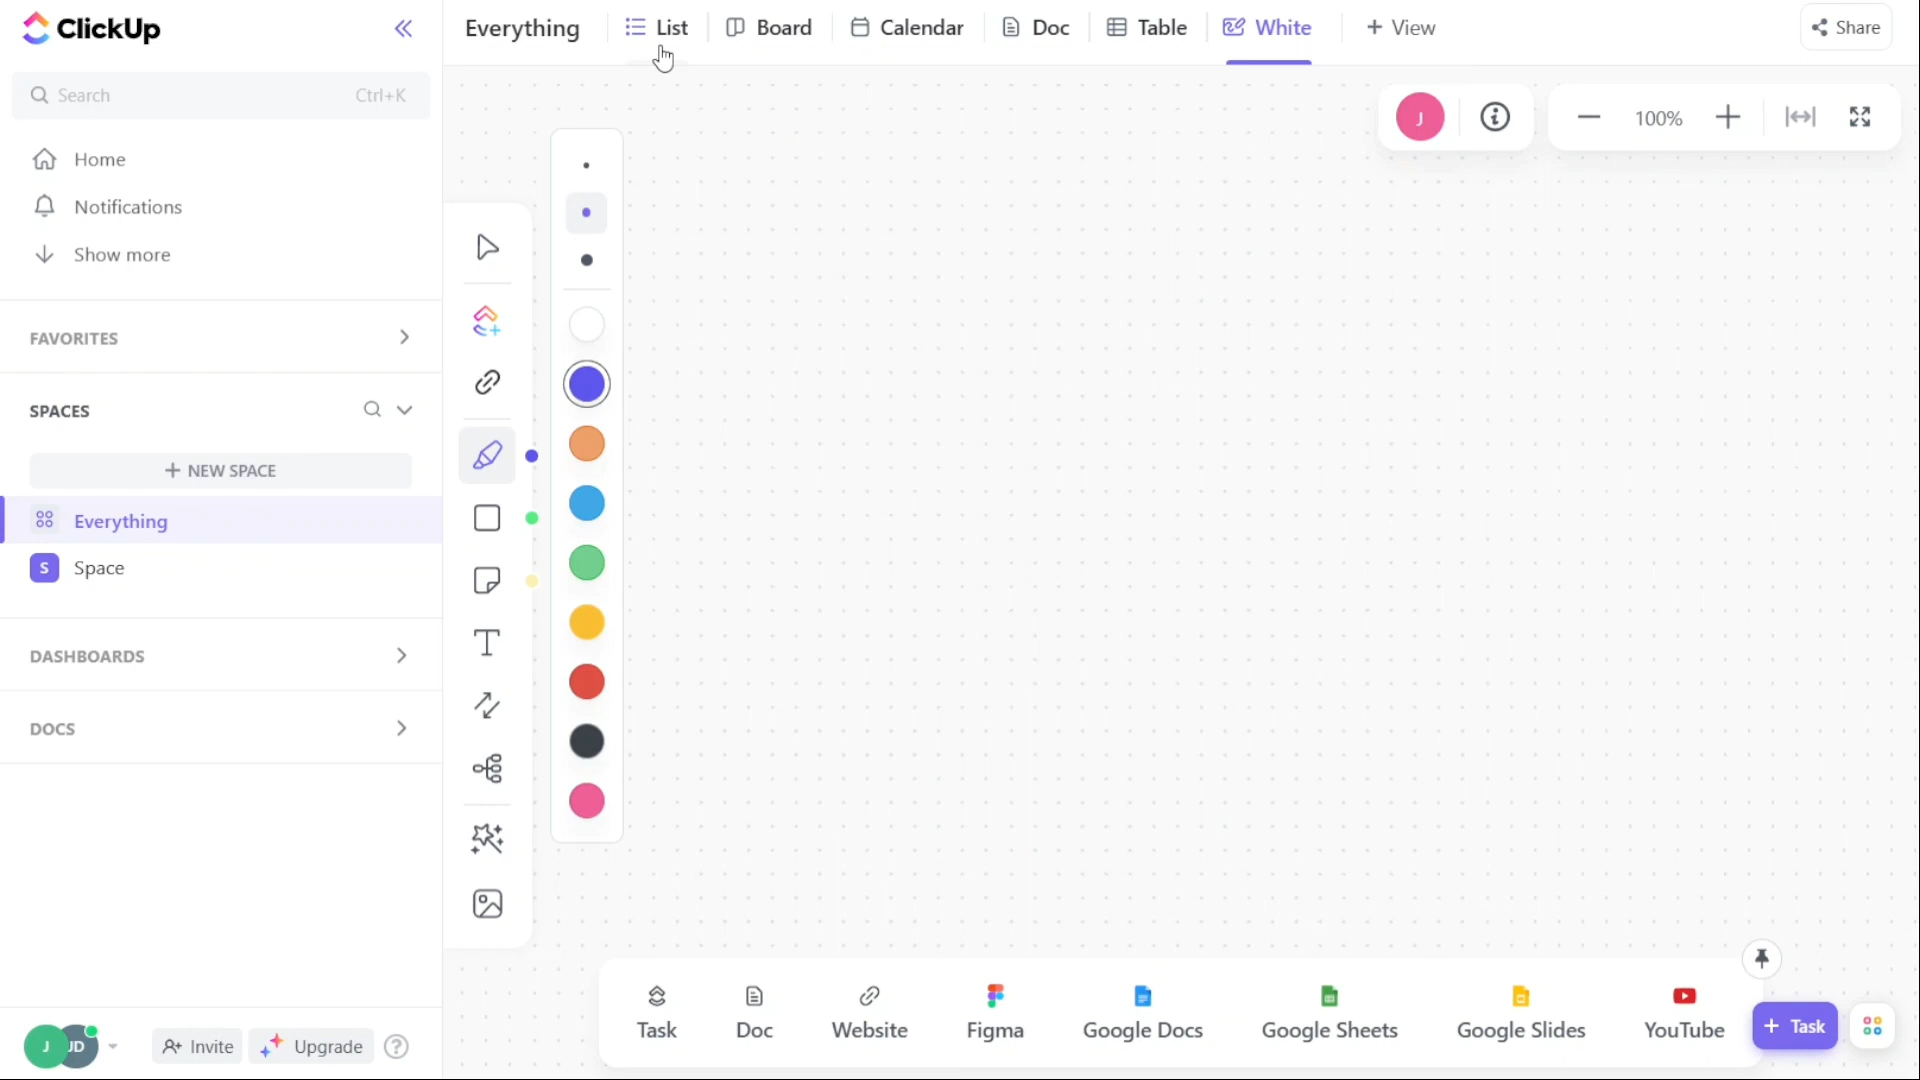 ClickUp
Everything
List
Board
Calendar
Doc
Table
White
+ View
Share
Search
Ctrl+K
J
100%
Home
Notifications
Show more
FAVORITES
SPACES
+ NEW SPACE
Everything
S
Space
T
DASHBOARDS
DOCS
Task
Doc
Website
Figma
Google Docs
Google Sheets
Google Slides
YouTube
+ Task
J
JD
Invite
Upgrade
?